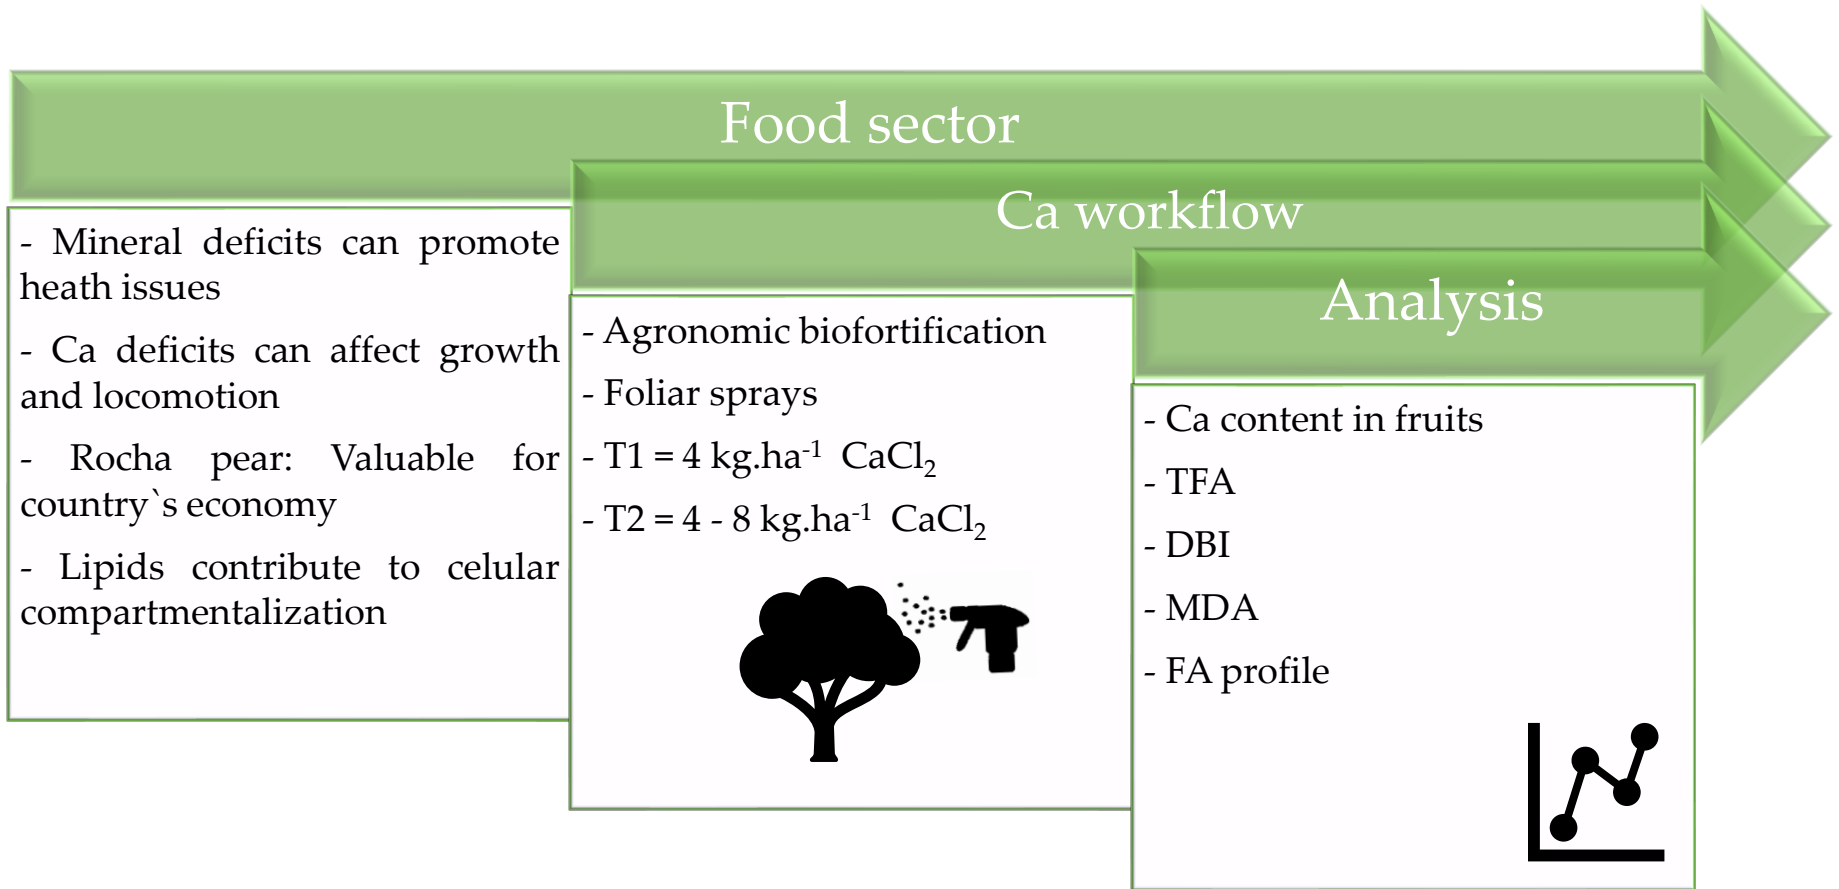 Food sector
- Mineral deficits can promote
heath issues
- Ca deficits can affect growth
and locomotion
- Rocha pear: Valuable for
country`s economy
- Lipids contribute to celular
compartmentalization
Ca workflow
- Agronomic biofortification
- Foliar sprays
- T1 = 4 kg.ha⁻¹ CaCl₂
- T2 = 4 - 8 kg.ha⁻¹ CaCl₂
Analysis
- Ca content in fruits
- TFA
- DBI
- MDA
- FA profile